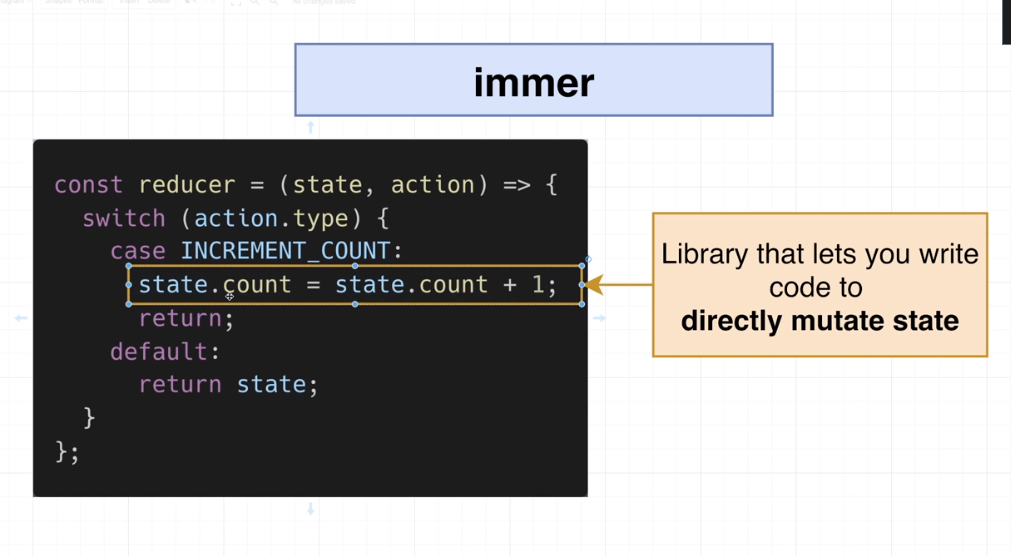 immer
const reducer = (state, action) => {
switch (action.type) {
case INCREMENT_COUNT:
state.count = state.count + 1;
return;
default:
return state;
}
};
Library that lets you write
code to
directly mutate state